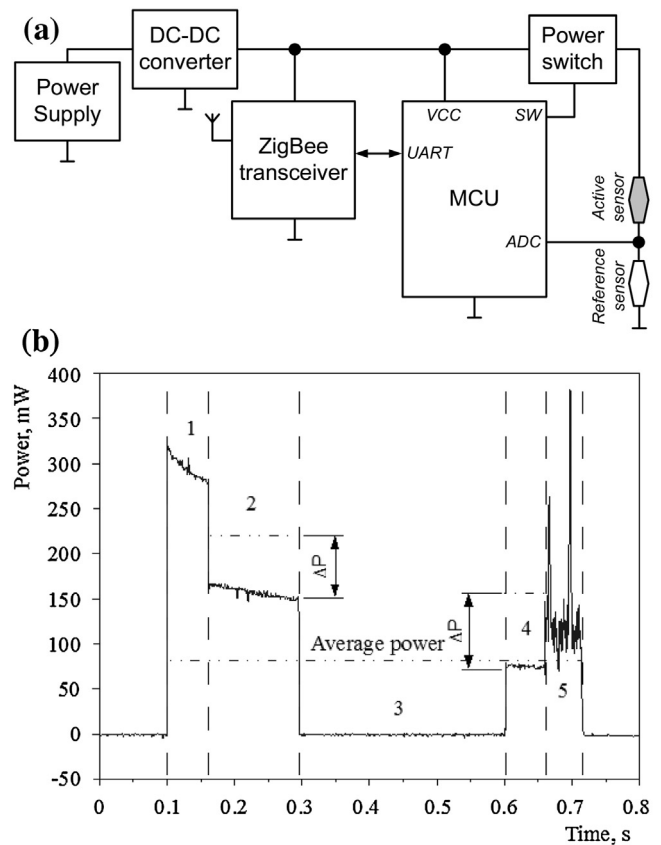 (a)
DC-DC
converter
Power
Supply
ZigBee
transceiver
VCC
SW
UART
MCU
ADC
Power
switch
Active
sensor
Reference
sensor
(b)
Power, mW
400
350
300
250
200
150
100
50
0
-50
1
2
ΔP
Average power
3
ΔP
4
5
0
0.1
0.2
0.3
0.4
0.5
0.6
0.7
0.8
Time, s